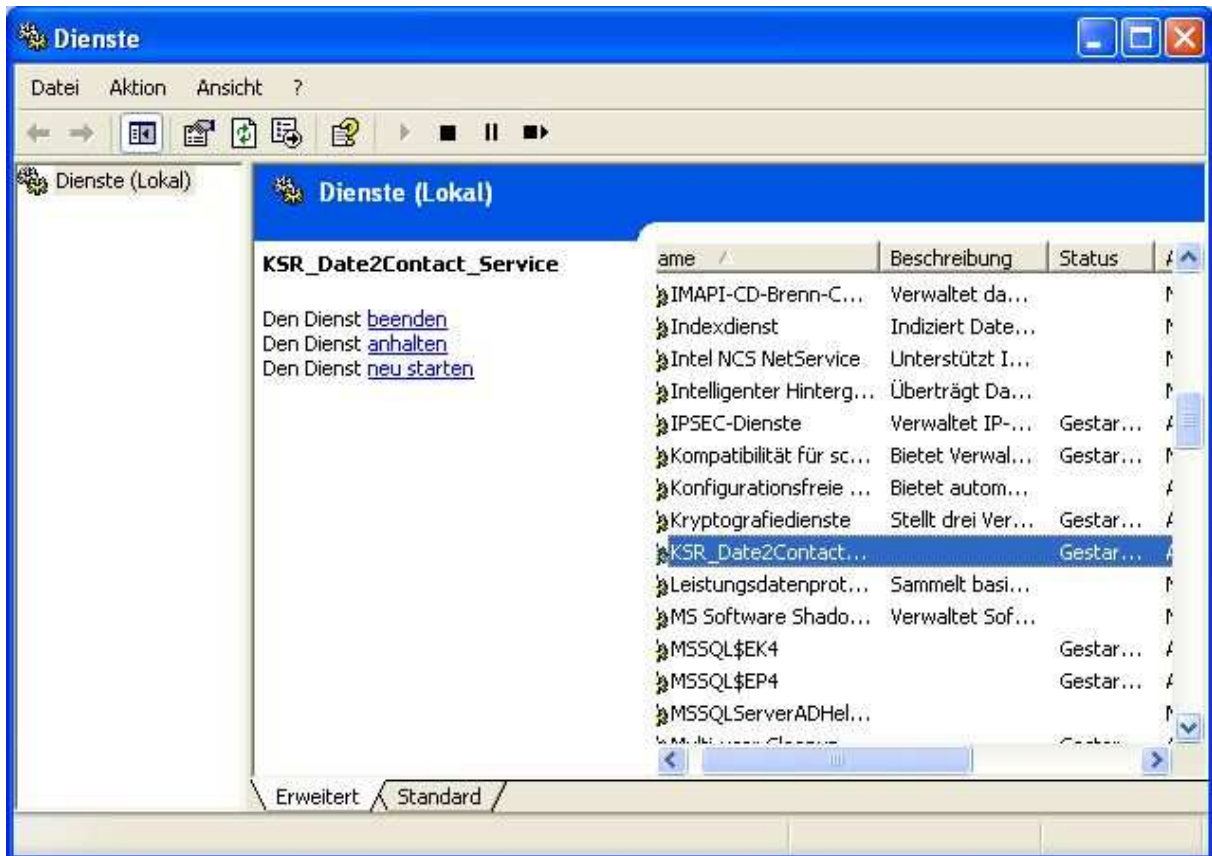 Dienste
Datei Aktion Ansicht ?
Dienste (Lokal)
Dienste (Lokal)
KSR_Date2Contact_Service
Den Dienst beenden
Den Dienst anhalten
Den Dienst neu starten
ame Beschreibung Status
IMAPI-CD-Brenn-C... Verwaltet da...
Indexdienst Indiziert Date...
Intel NCS NetService Unterstützt I...
Intelligenter Hinterg... Überträgt Da...
IPSEC-Dienste Verwaltet IP-... Gestar...
Kompatibilität für sc... Bietet Verwal... Gestar...
Konfigurationsfreie ... Bietet autom...
Kryptografiedienste Stellt drei Ver... Gestar...
KSR_Date2Contact... Gestar...
Leistungsdatenprot... Sammelt basi...
MS Software Shado... Verwaltet Sof...
MSSQL$EK4 Gestar...
MSSQL$EP4 Gestar...
MSSQLServerADHel...
Erweitert Standard